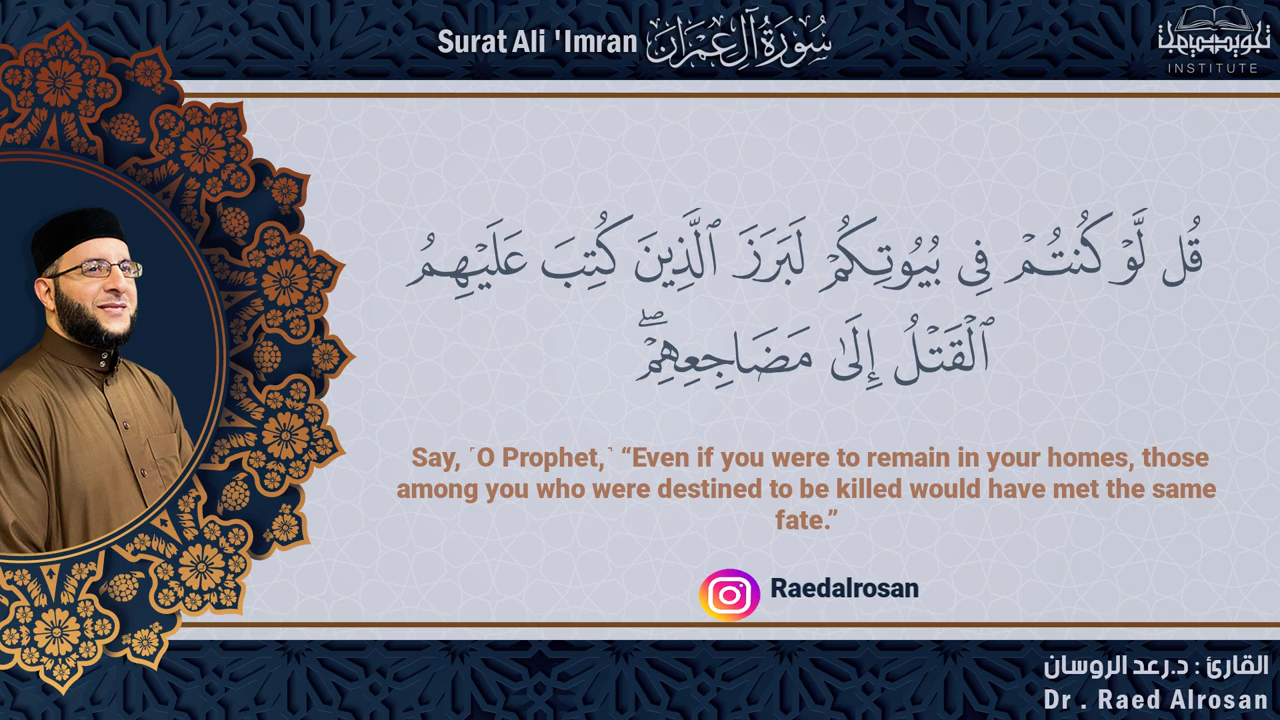 Surat Ali 'Imran سُورَةُ آلِ عِمْرَانَ
INSTITUTE
قُل لَّوْ كُنتُمْ فِى بُيُوتِكُمْ لَبَرَزَ ٱلَّذِينَ كُتِبَ عَلَيْهِمُ
ٱلْقَتْلُ إِلَىٰ مَضَاجِعِهِمْ ۖ
Say, ˹O Prophet,˺ “Even if you were to remain in your homes, those
among you who were destined to be killed would have met the same
fate.”
Raedalrosan
القارئ : د.رعد الروسان
Dr . Raed Alrosan